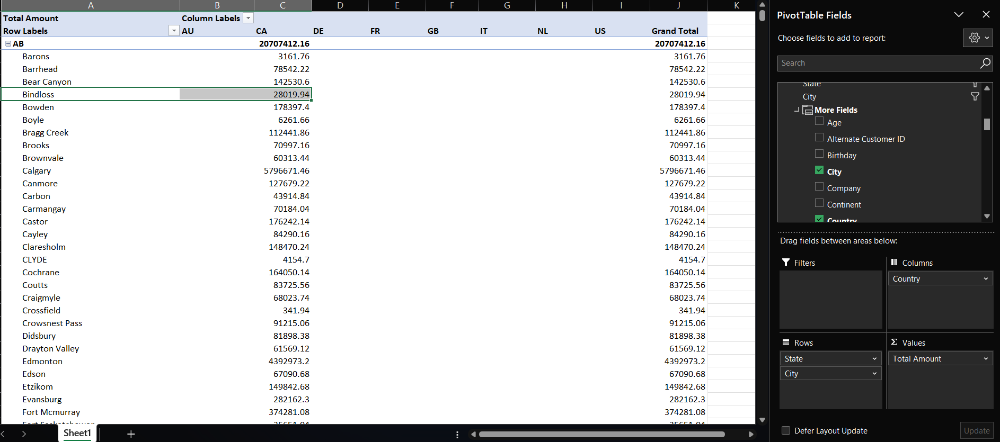 A B C D E F G H I J K
Total Amount Column Labels
Row Labels AU CA DE FR GB IT NL US Grand Total
AB 20707412.16 20707412.16
Barons 3161.76 3161.76
Barrhead 78542.22 78542.22
Bear Canyon 142530.6 142530.6
Bindloss 28019.94 28019.94
Bowden 178397.4 178397.4
Boyle 6261.66 6261.66
Bragg Creek 112441.86 112441.86
Brooks 70997.16 70997.16
Brownvale 60313.44 60313.44
Calgary 5796671.46 5796671.46
Canmore 127679.22 127679.22
Carbon 43914.84 43914.84
Carmangay 70184.04 70184.04
Castor 176242.14 176242.14
Cayley 84290.16 84290.16
Claresholm 148470.24 148470.24
CLYDE 4154.7 4154.7
Cochrane 164050.14 164050.14
Coutts 83725.56 83725.56
Craigmyle 68023.74 68023.74
Crossfield 341.94 341.94
Crowsnest Pass 91215.06 91215.06
Didsbury 81898.38 81898.38
Drayton Valley 61569.12 61569.12
Edmonton 4392973.2 4392973.2
Edson 67090.68 67090.68
Etzikom 149842.68 149842.68
Evansburg 282162.3 282162.3
Fort Mcmurray 374281.08 374281.08
Sheet1
PivotTable Fields
Choose fields to add to report:
Search
State
City
More Fields
Age
Alternate Customer ID
Birthday
City
Company
Continent
Country
Drag fields between areas below:
Filters
Columns
Country
Rows
State
City
Values
Total Amount
Defer Layout Update
Update